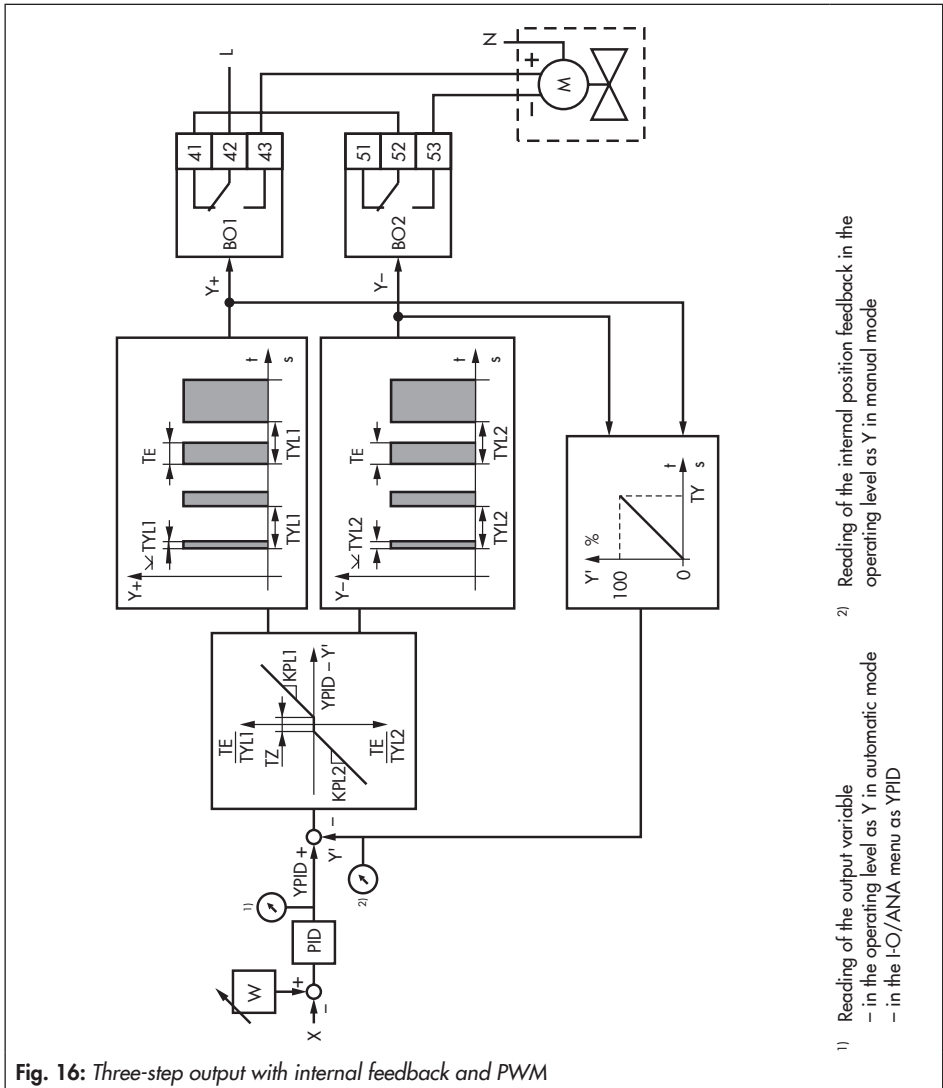 W
+
X
–
PID
1)
YPID +
Y'
–
2)
TE
TYL1
TZ
KPL1
YPID – Y'
KPL2
TE
TYL2
Y+
TYL1
TE
TYL1
TYL1
t
s
Y–
TYL2
TE
TYL2
TYL2
t
s
Y' %
100
0
t
s
TY
Y+
Y–
BO1
41
42
43
BO2
51
52
53
L
N
+
–
M
1) Reading of the output variable
– in the operating level as Y in automatic mode
– in the I-O/ANA menu as YPID
2) Reading of the internal position feedback in the
operating level as Y in manual mode
Fig. 16: Three-step output with internal feedback and PWM